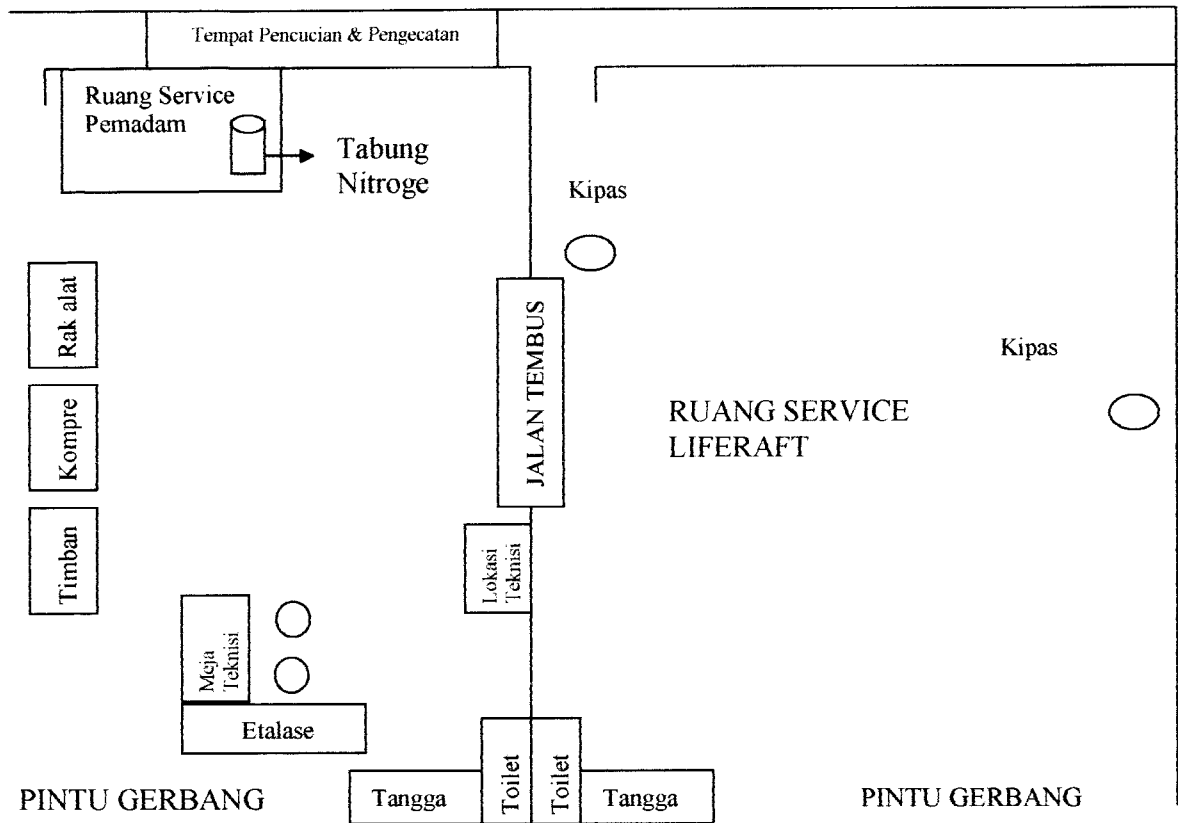 Tempat Pencucian & Pengecatan
Ruang Service
Pemadam
Tabung
Nitroge
Kipas
Rak alat
JALAN TEMBUS
Kipas
Kompre
RUANG SERVICE
LIFERAFT
Timban
Lokasi
Teknisi
Meja
Teknisi
Etalase
PINTU GERBANG
Tangga
Toilet
Toilet
Tangga
PINTU GERBANG